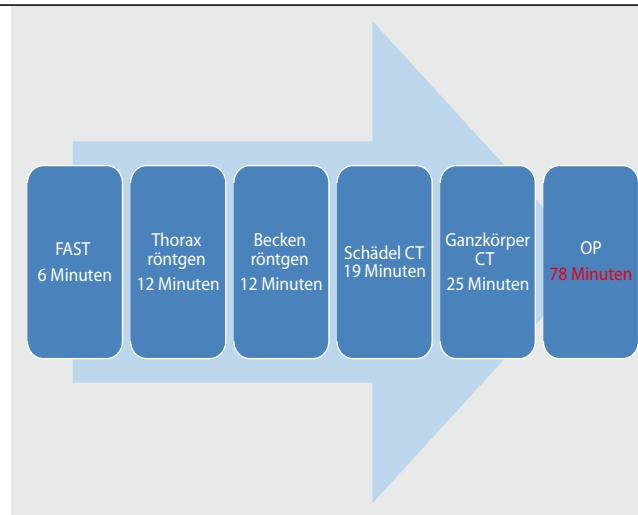 FAST
6 Minuten
Thorax
röntgen
12 Minuten
Becken
röntgen
12 Minuten
Schädel CT
19 Minuten
Ganzkörper
CT
25 Minuten
OP
78 Minuten